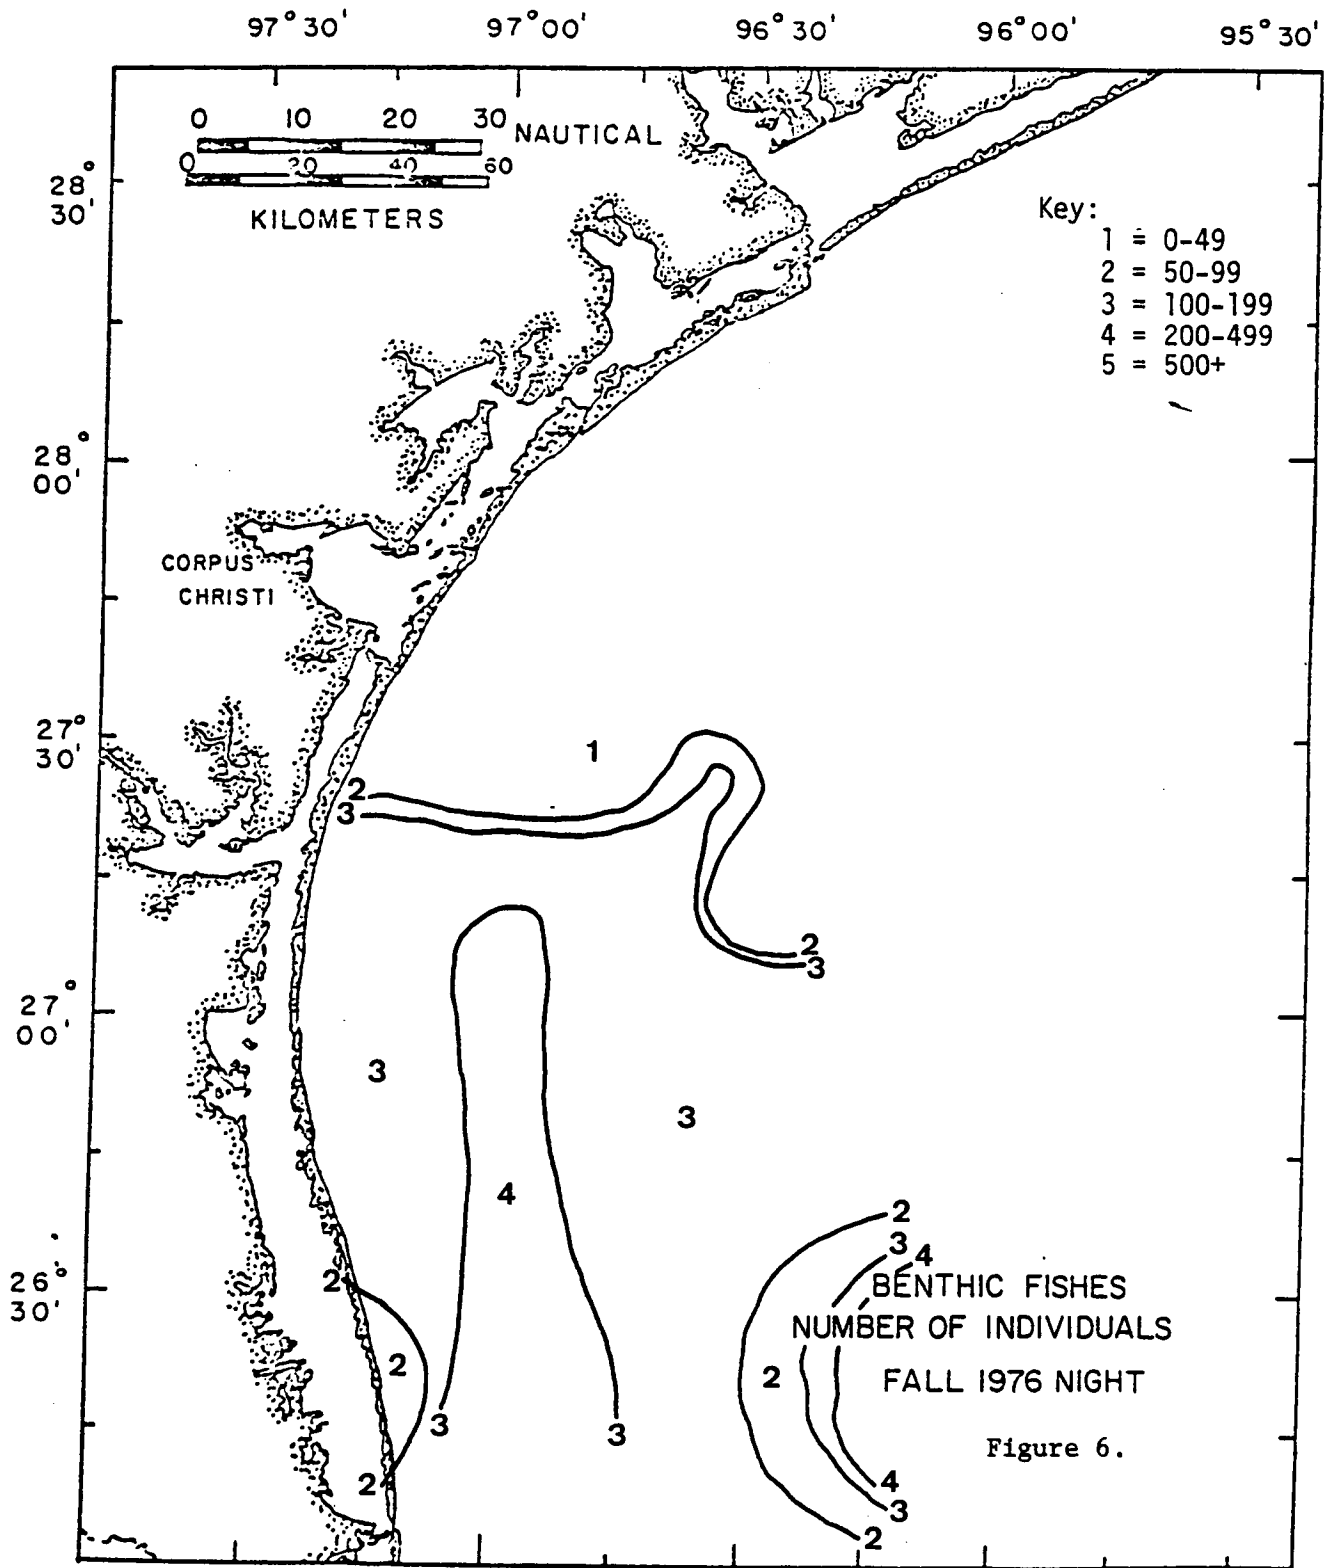 97°30' 97°00' 96°30' 96°00' 95°30'
0 10 20 30 NAUTICAL
0 20 40 60
KILOMETERS
28°
30'
Key:
1 = 0-49
2 = 50-99
3 = 100-199
4 = 200-499
5 = 500+
28°
00'
CORPUS
CHRISTI
27°
30'
1
2
3
2
3
27°
00'
3
3
4
2
3
4
26°
30'
2
BENTHIC FISHES
NUMBER OF INDIVIDUALS
2
2
FALL 1976 NIGHT
3
3
Figure 6.
2
4
3
2